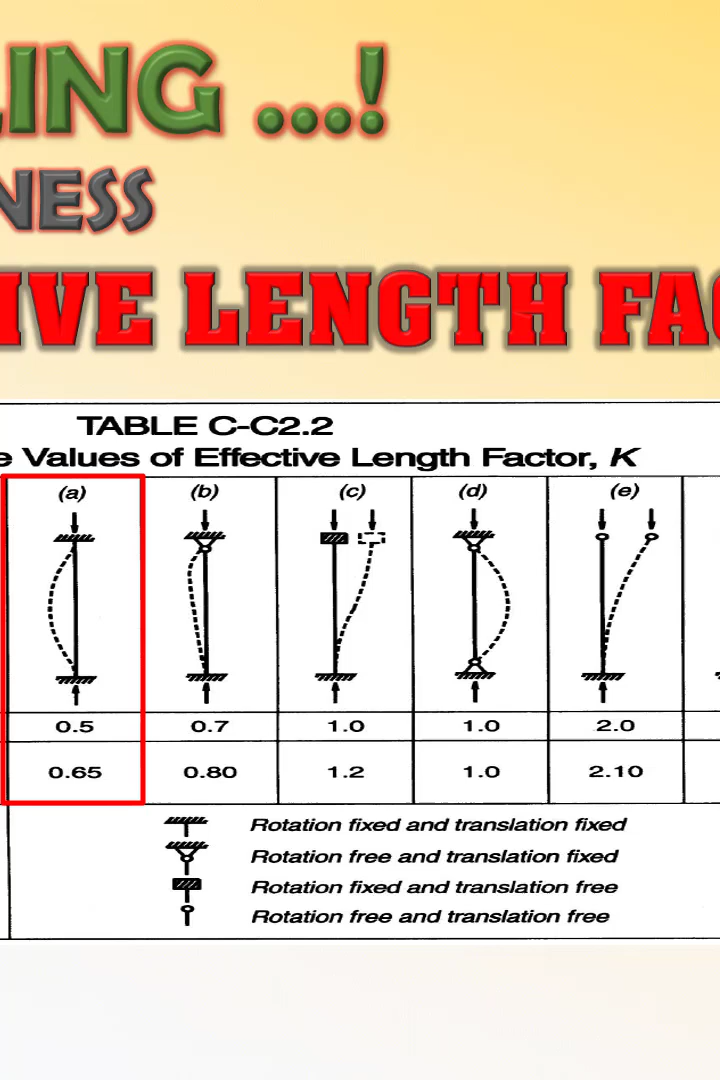 LING ...!
NESS
IVE LENGTH FAC
TABLE C-C2.2
e Values of Effective Length Factor, K
(a) (b) (c) (d) (e)
0.5 0.7 1.0 1.0 2.0
0.65 0.80 1.2 1.0 2.10
Rotation fixed and translation fixed
Rotation free and translation fixed
Rotation fixed and translation free
Rotation free and translation free